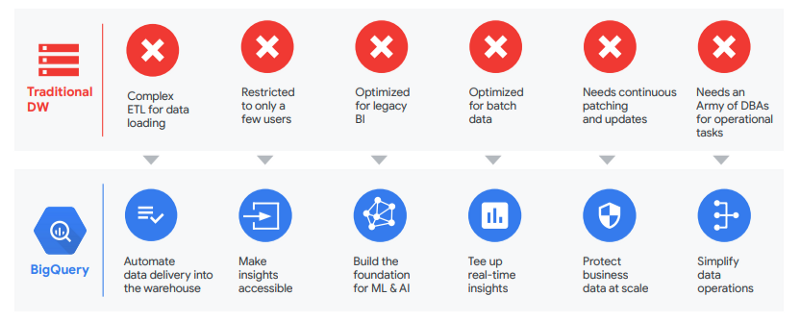 Traditional
DW
Complex
ETL for data
loading
Restricted
to only a
few users
Optimized
for legacy
BI
Optimized
for batch
data
Needs continuous
patching
and updates
Needs an
Army of DBAs
for operational
tasks
BigQuery
Automate
data delivery into
the warehouse
Make
insights
accessible
Build the
foundation
for ML & AI
Tee up
real-time
insights
Protect
business
data at scale
Simplify
data
operations